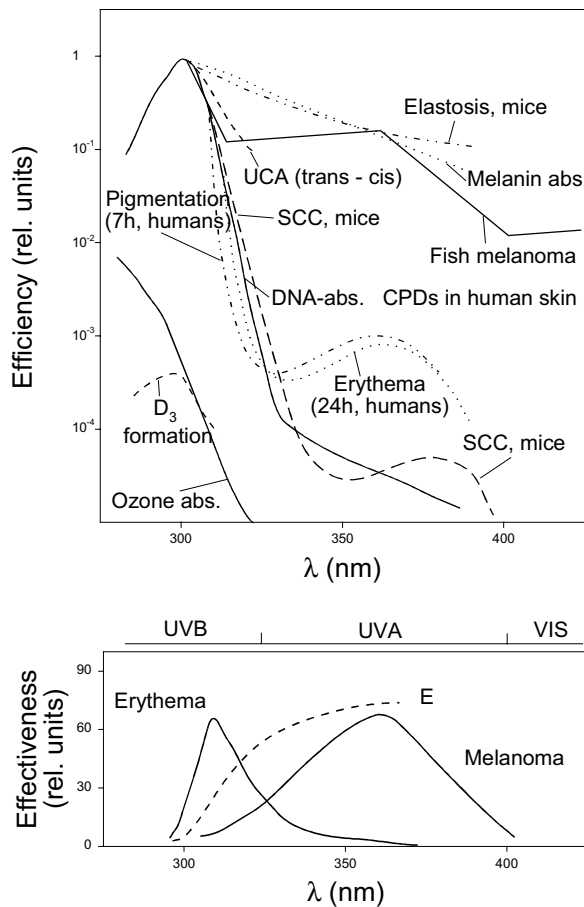 1
10⁻¹
10⁻²
10⁻³
10⁻⁴
Efficiency (rel. units)
Elastosis, mice
UCA (trans - cis)
Melanin abs.
Pigmentation
(7h, humans)
SCC, mice
Fish melanoma
DNA-abs. CPDs in human skin
Erythema
(24h, humans)
D₃
formation
SCC, mice
Ozone abs.
300 350 400
λ (nm)
UVB UVA VIS
90
60
30
0
Effectiveness
(rel. units)
Erythema
E
Melanoma
300 350 400
λ (nm)